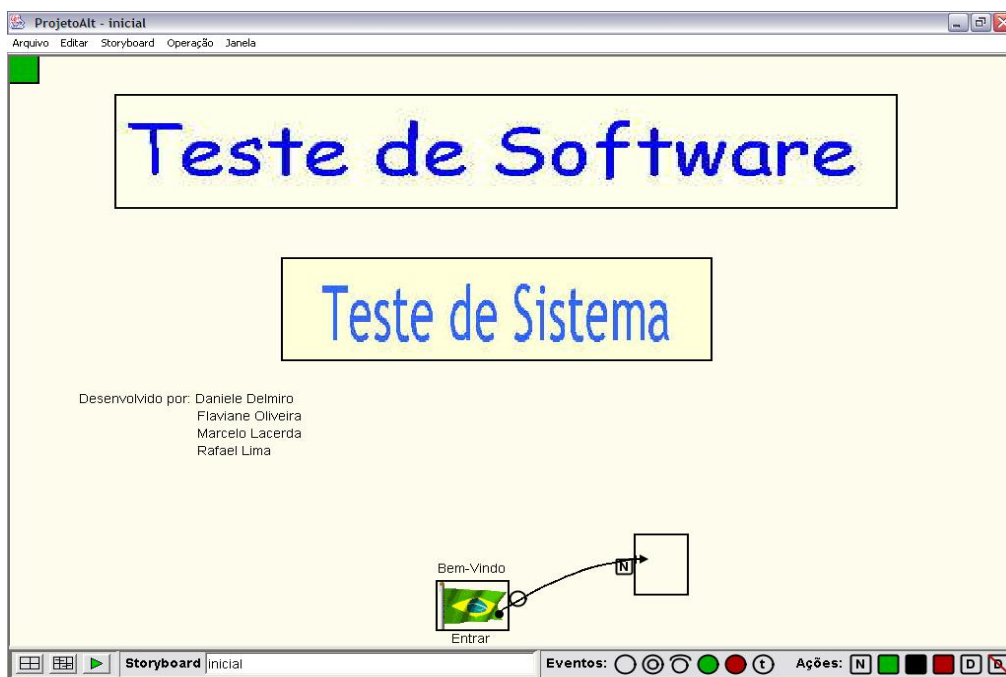 ProjetoAlt - inicial
Arquivo Editar Storyboard Operação Janela
Teste de Software
Teste de Sistema
Desenvolvido por: Daniele Delmiro
Flaviane Oliveira
Marcelo Lacerda
Rafael Lima
Bem-Vindo
N
Entrar
Storyboard inicial Eventos: t Ações: N D D